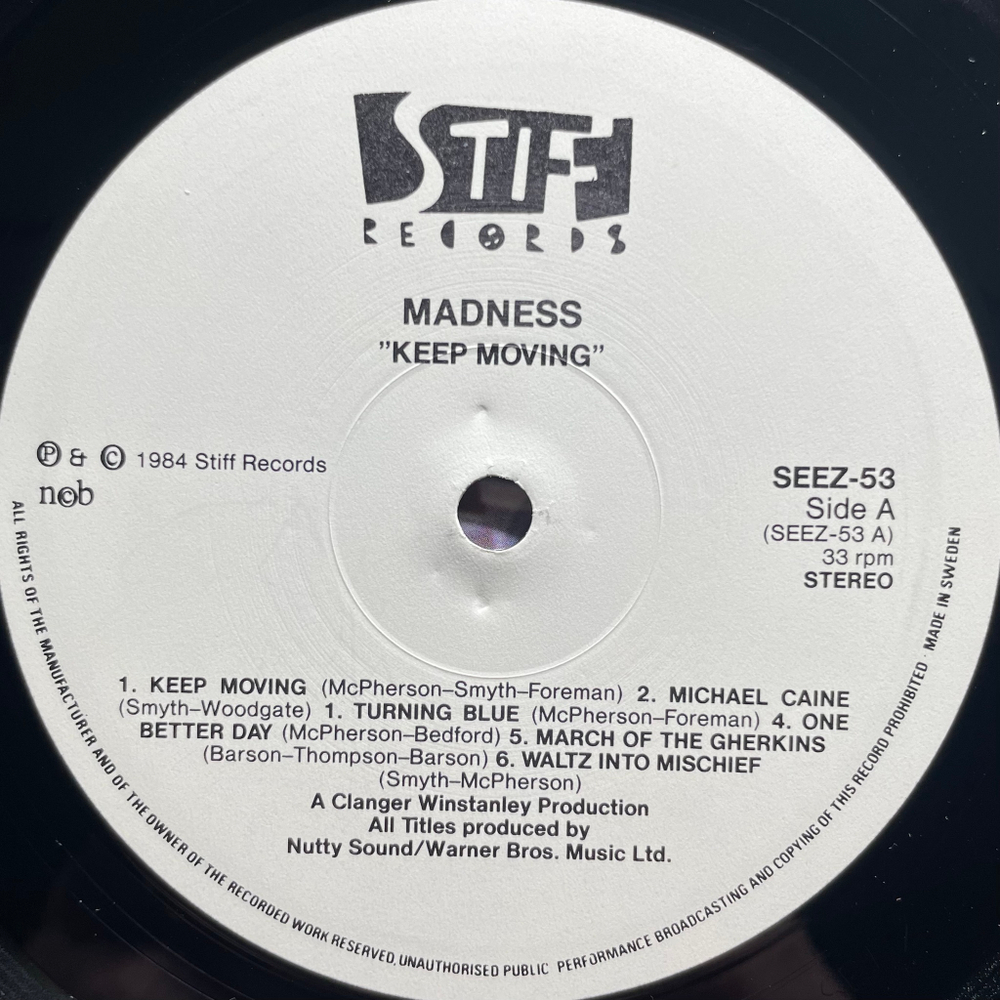 STIFF
RECORDS
MADNESS
”KEEP MOVING”
Ⓟ & © 1984 Stiff Records
ncb
SEEZ-53
Side A
(SEEZ-53 A)
33 rpm
STEREO
1. KEEP MOVING (McPherson–Smyth–Foreman) 2. MICHAEL CAINE
(Smyth–Woodgate) 1. TURNING BLUE (McPherson–Foreman) 4. ONE
BETTER DAY (McPherson–Bedford) 5. MARCH OF THE GHERKINS
(Barson–Thompson–Barson) 6. WALTZ INTO MISCHIEF
(Smyth–McPherson)
A Clanger Winstanley Production
All Titles produced by
Nutty Sound/Warner Bros. Music Ltd.
ALL RIGHTS OF THE MANUFACTURER AND OF THE OWNER OF THE RECORDED WORK RESERVED. UNAUTHORISED PUBLIC PERFORMANCE BROADCASTING AND COPYING OF THIS RECORD PROHIBITED MADE IN SWEDEN